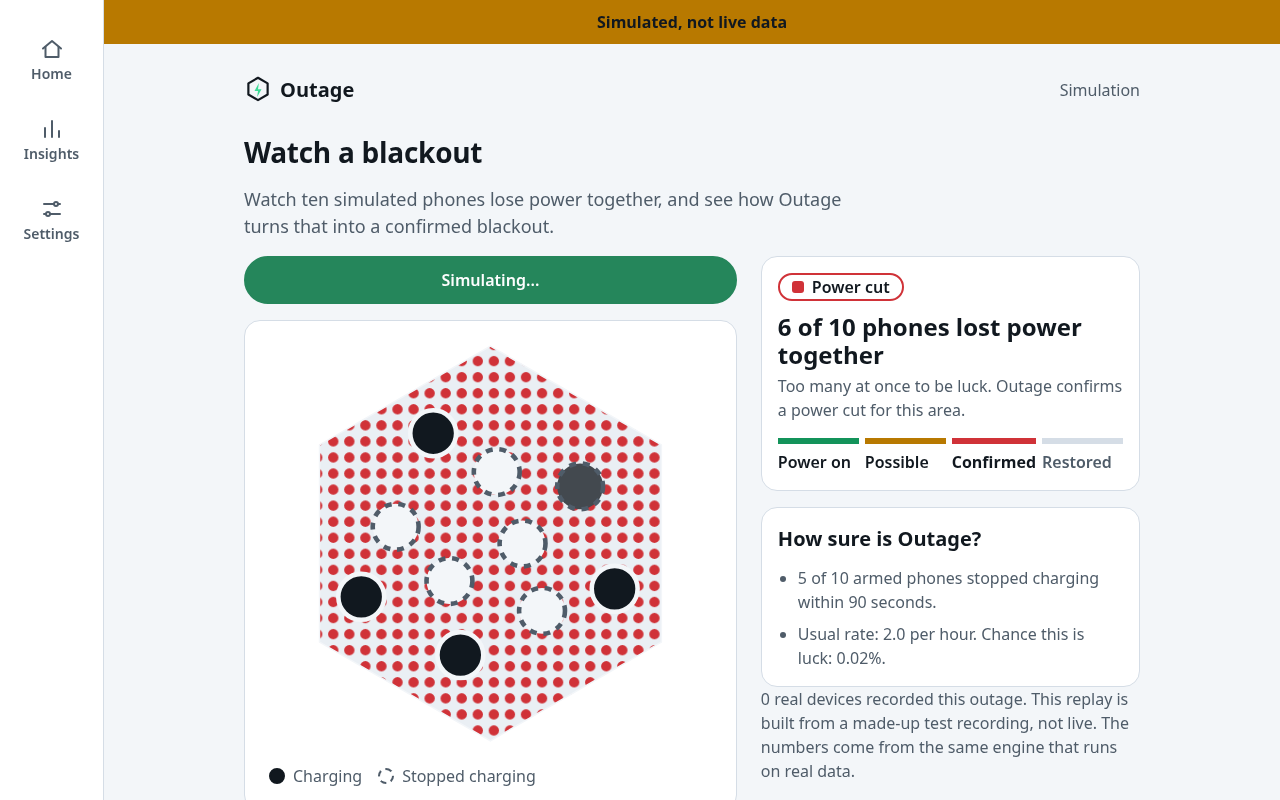 Simulated, not live data
Home
Insights
Settings
Outage
Simulation
Watch a blackout
Watch ten simulated phones lose power together, and see how Outage
turns that into a confirmed blackout.
Simulating...
Charging
Stopped charging
Power cut
6 of 10 phones lost power
together
Too many at once to be luck. Outage confirms
a power cut for this area.
Power on
Possible
Confirmed
Restored
How sure is Outage?
5 of 10 armed phones stopped charging
within 90 seconds.
Usual rate: 2.0 per hour. Chance this is
luck: 0.02%.
0 real devices recorded this outage. This replay is
built from a made-up test recording, not live. The
numbers come from the same engine that runs
on real data.